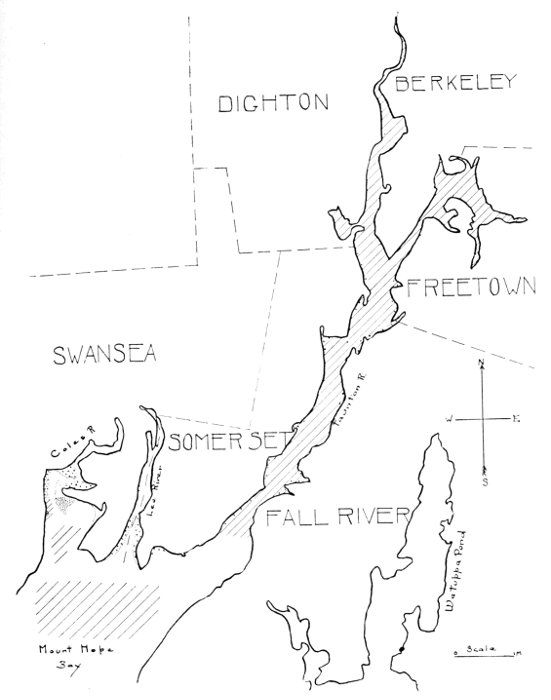 BERKELEY
DIGHTON
FREETOWN
SWANSEA
N
W E
S
Taunton R.
Coles R
SOMERSET
Lee River
FALL RIVER
Watuppa Pond
Mount Hope
Bay
Scale
0 1M